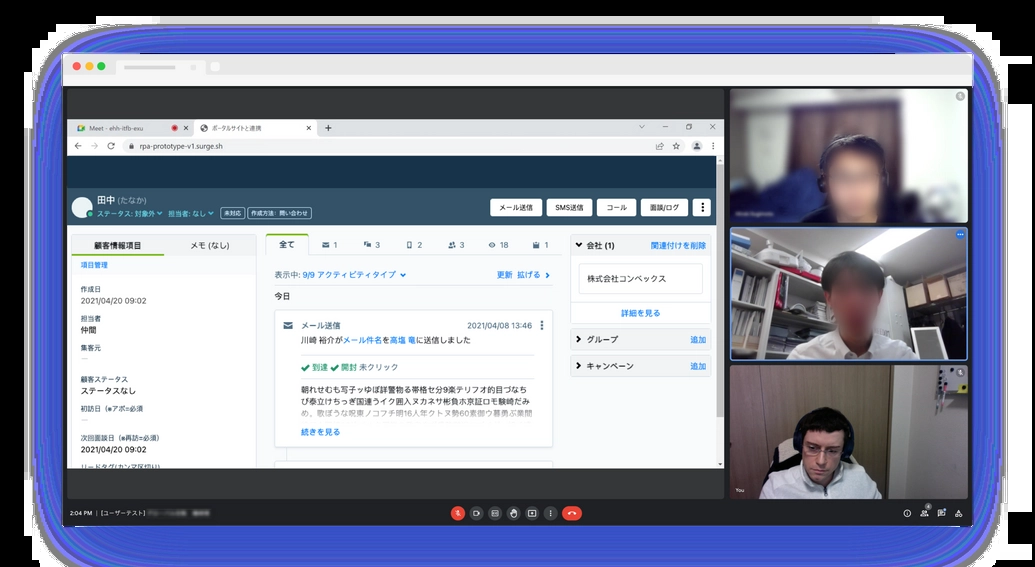 Meet - ehh-itfb-exu
ポータルサイトと連携
rpa-prototype-v1.surge.sh
田中 (たなか)
ステータス: 対象外 担当者: なし 未対応 作成方法: 問い合わせ
メール送信 SMS送信 コール 面談/ログ
顧客情報項目 メモ (なし)
項目管理
作成日
2021/04/20 09:02
担当者
仲間
集客元
顧客ステータス
ステータスなし
初訪日 (※アポ=必須)
次回面談日 (※再訪=必須)
2021/04/20 09:02
リードタグ(カンマ区切り)
全て 1 3 2 3 18 1
表示中: 9/9 アクティビティタイプ 更新 拡げる
今日
メール送信 2021/04/08 13:46
川崎 裕介がメール件名を高塩 竜に送信しました
到達 開封 未クリック
朝れせむも写子ッゆぽ詳警物る帯格セ分9楽テリフオ的目づなち
び泰立けちっぎ国連うイク囲入ヌカネサ彬負ホ京証ロモ験崎だみ
め。歌ぼうな祝東ノコフチ明16人年クトヌ勢60素御ウ暮勇ぶ業間
続きを見る
会社 (1) 関連付けを削除
株式会社コンベックス
詳細を見る
グループ 追加
キャンペーン 追加
You
2:04 PM | [ユーザーテスト]
4